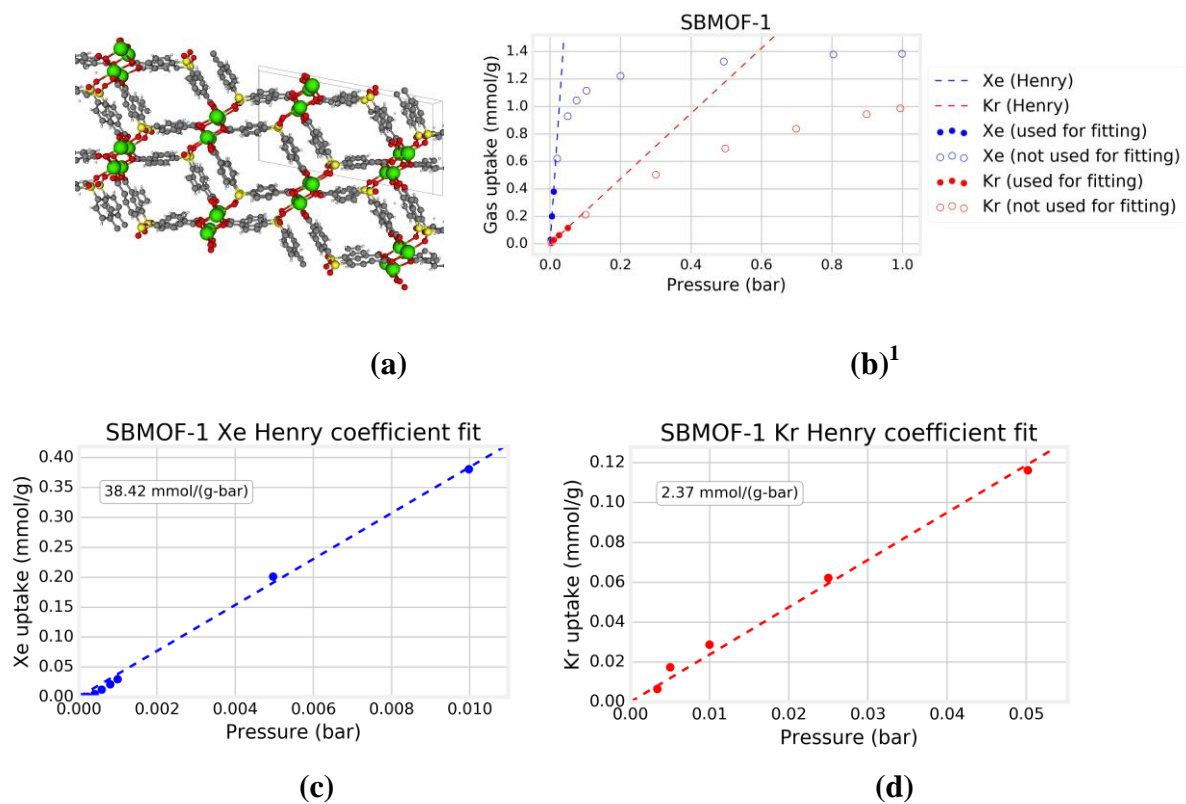 SBMOF-1
Gas uptake (mmol/g)
1.4
1.2
1.0
0.8
0.6
0.4
0.2
0.0
0.0 0.2 0.4 0.6 0.8 1.0
Pressure (bar)
Xe (Henry)
Kr (Henry)
Xe (used for fitting)
Xe (not used for fitting)
Kr (used for fitting)
Kr (not used for fitting)
(a)
(b)¹
SBMOF-1 Xe Henry coefficient fit
Xe uptake (mmol/g)
0.40
0.30
0.20
0.10
0.05
0.00
38.42 mmol/(g-bar)
0.000 0.002 0.004 0.006 0.008 0.010
Pressure (bar)
(c)
SBMOF-1 Kr Henry coefficient fit
Kr uptake (mmol/g)
0.12
0.10
0.08
0.06
0.04
0.02
0.00
2.37 mmol/(g-bar)
0.00 0.01 0.02 0.03 0.04 0.05
Pressure (bar)
(d)